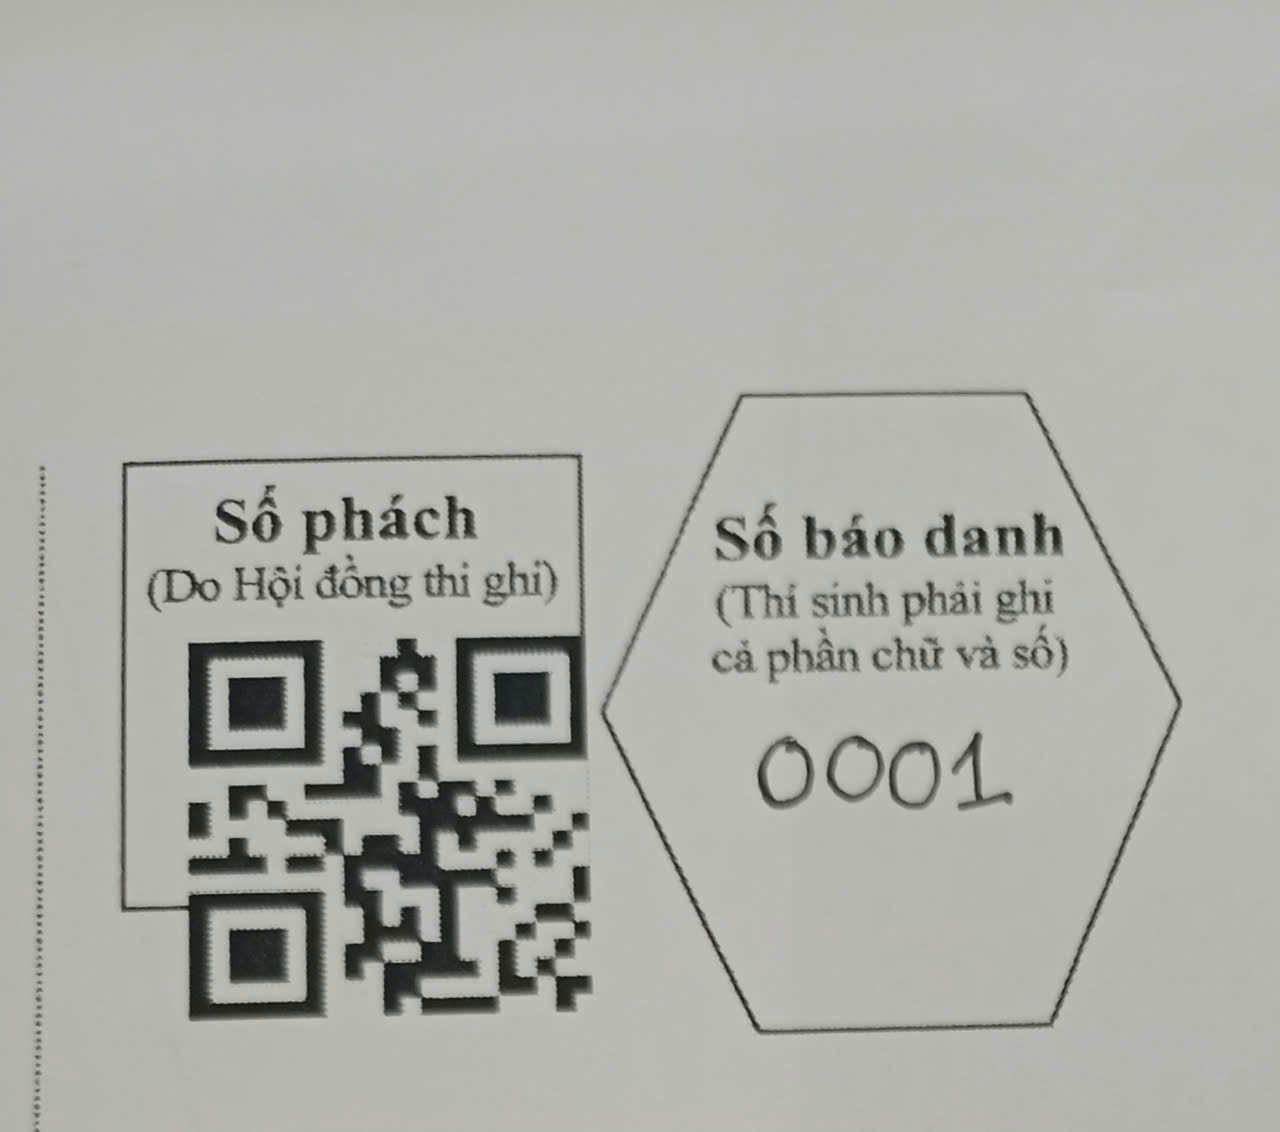 Số phách
(Do Hội đồng thi ghi)
Số báo danh
(Thí sinh phải ghi
cả phần chữ và số)
0001